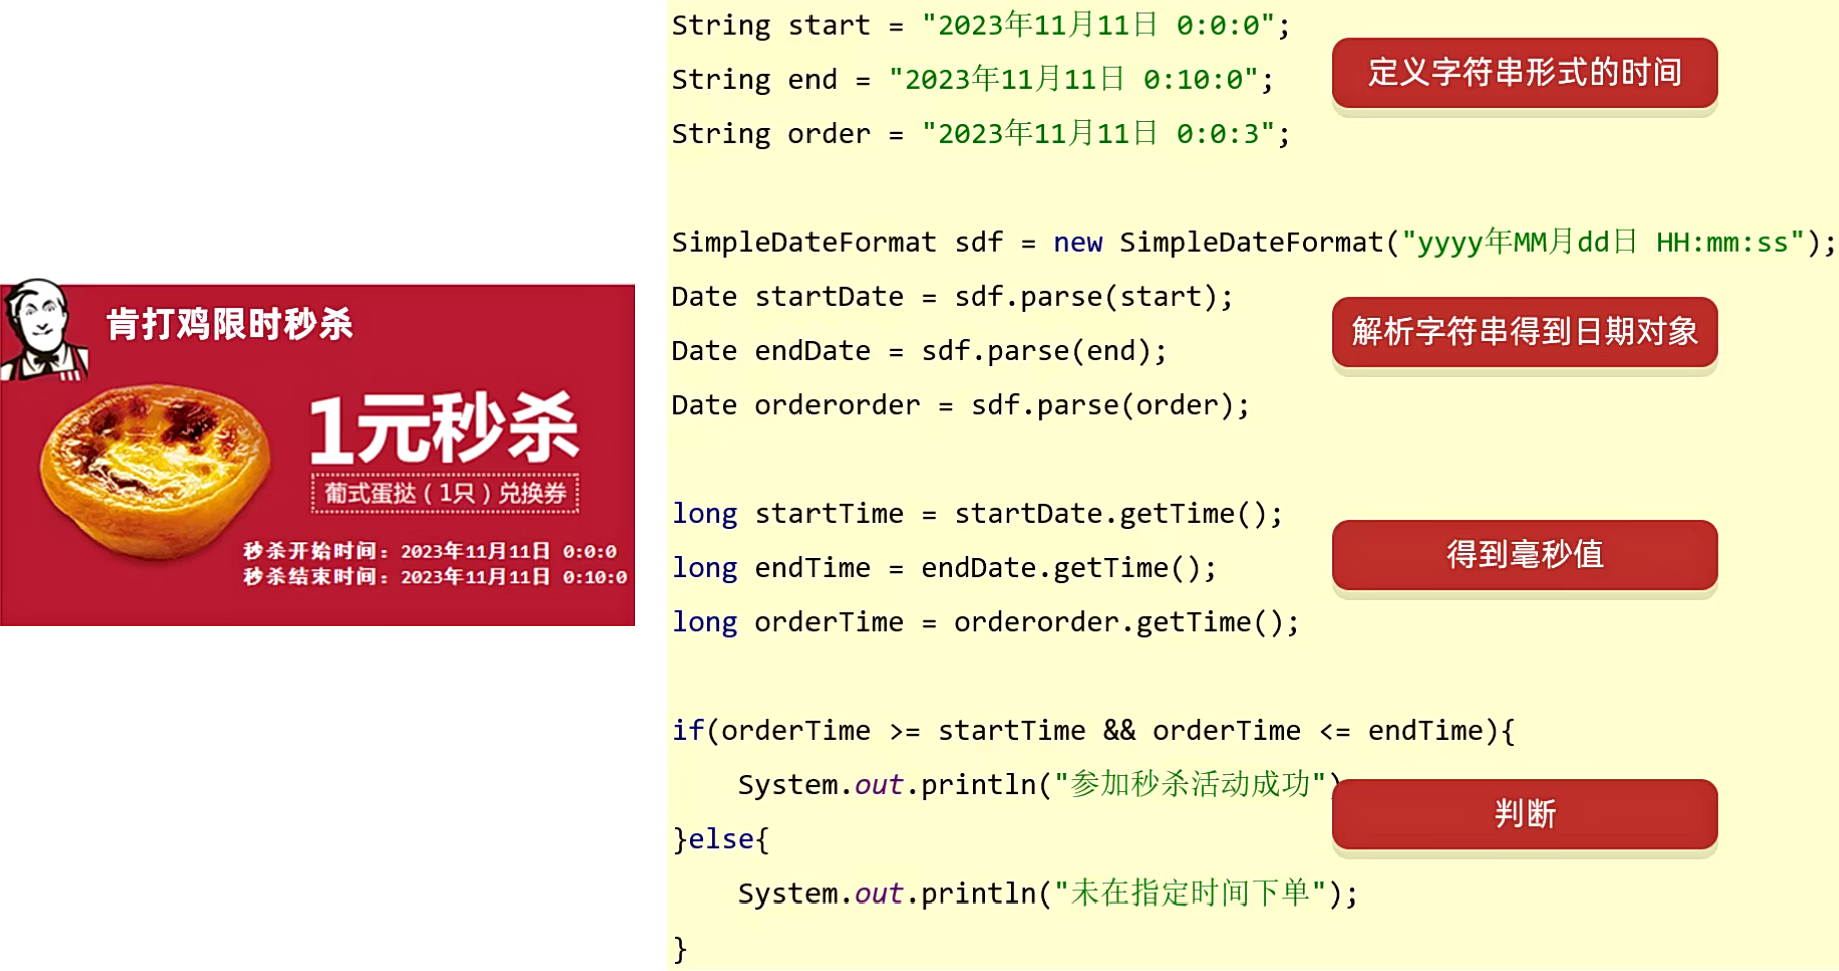 肯打鸡限时秒杀
1元秒杀
葡式蛋挞（1只）兑换券
秒杀开始时间：2023年11月11日 0:0:0
秒杀结束时间：2023年11月11日 0:10:0
String start = "2023年11月11日 0:0:0";
String end = "2023年11月11日 0:10:0";
String order = "2023年11月11日 0:0:3";
定义字符串形式的时间
SimpleDateFormat sdf = new SimpleDateFormat("yyyy年MM月dd日 HH:mm:ss");
Date startDate = sdf.parse(start);
Date endDate = sdf.parse(end);
Date orderorder = sdf.parse(order);
解析字符串得到日期对象
long startTime = startDate.getTime();
long endTime = endDate.getTime();
long orderTime = orderorder.getTime();
得到毫秒值
if(orderTime >= startTime && orderTime <= endTime){
System.out.println("参加秒杀活动成功")
}else{
System.out.println("未在指定时间下单");
}
判断